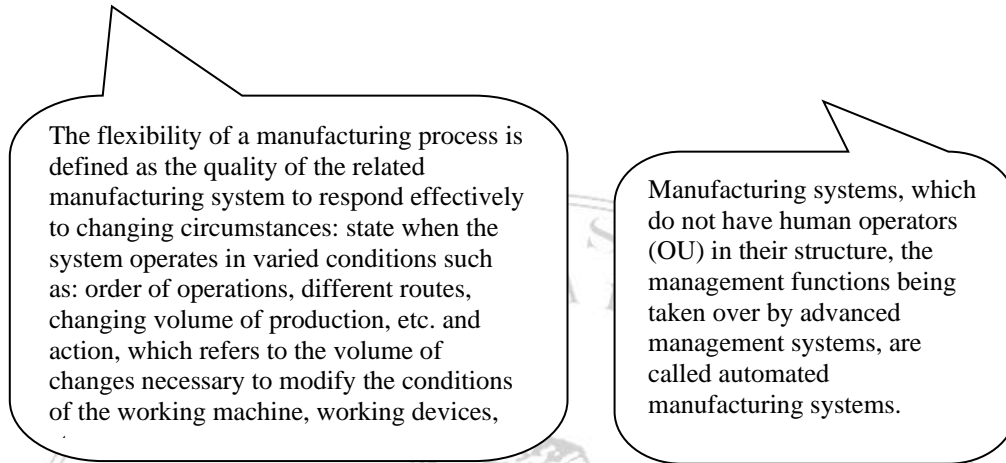 The flexibility of a manufacturing process is
defined as the quality of the related
manufacturing system to respond effectively
to changing circumstances: state when the
system operates in varied conditions such
as: order of operations, different routes,
changing volume of production, etc. and
action, which refers to the volume of
changes necessary to modify the conditions
of the working machine, working devices,
Manufacturing systems, which
do not have human operators
(OU) in their structure, the
management functions being
taken over by advanced
management systems, are
called automated
manufacturing systems.